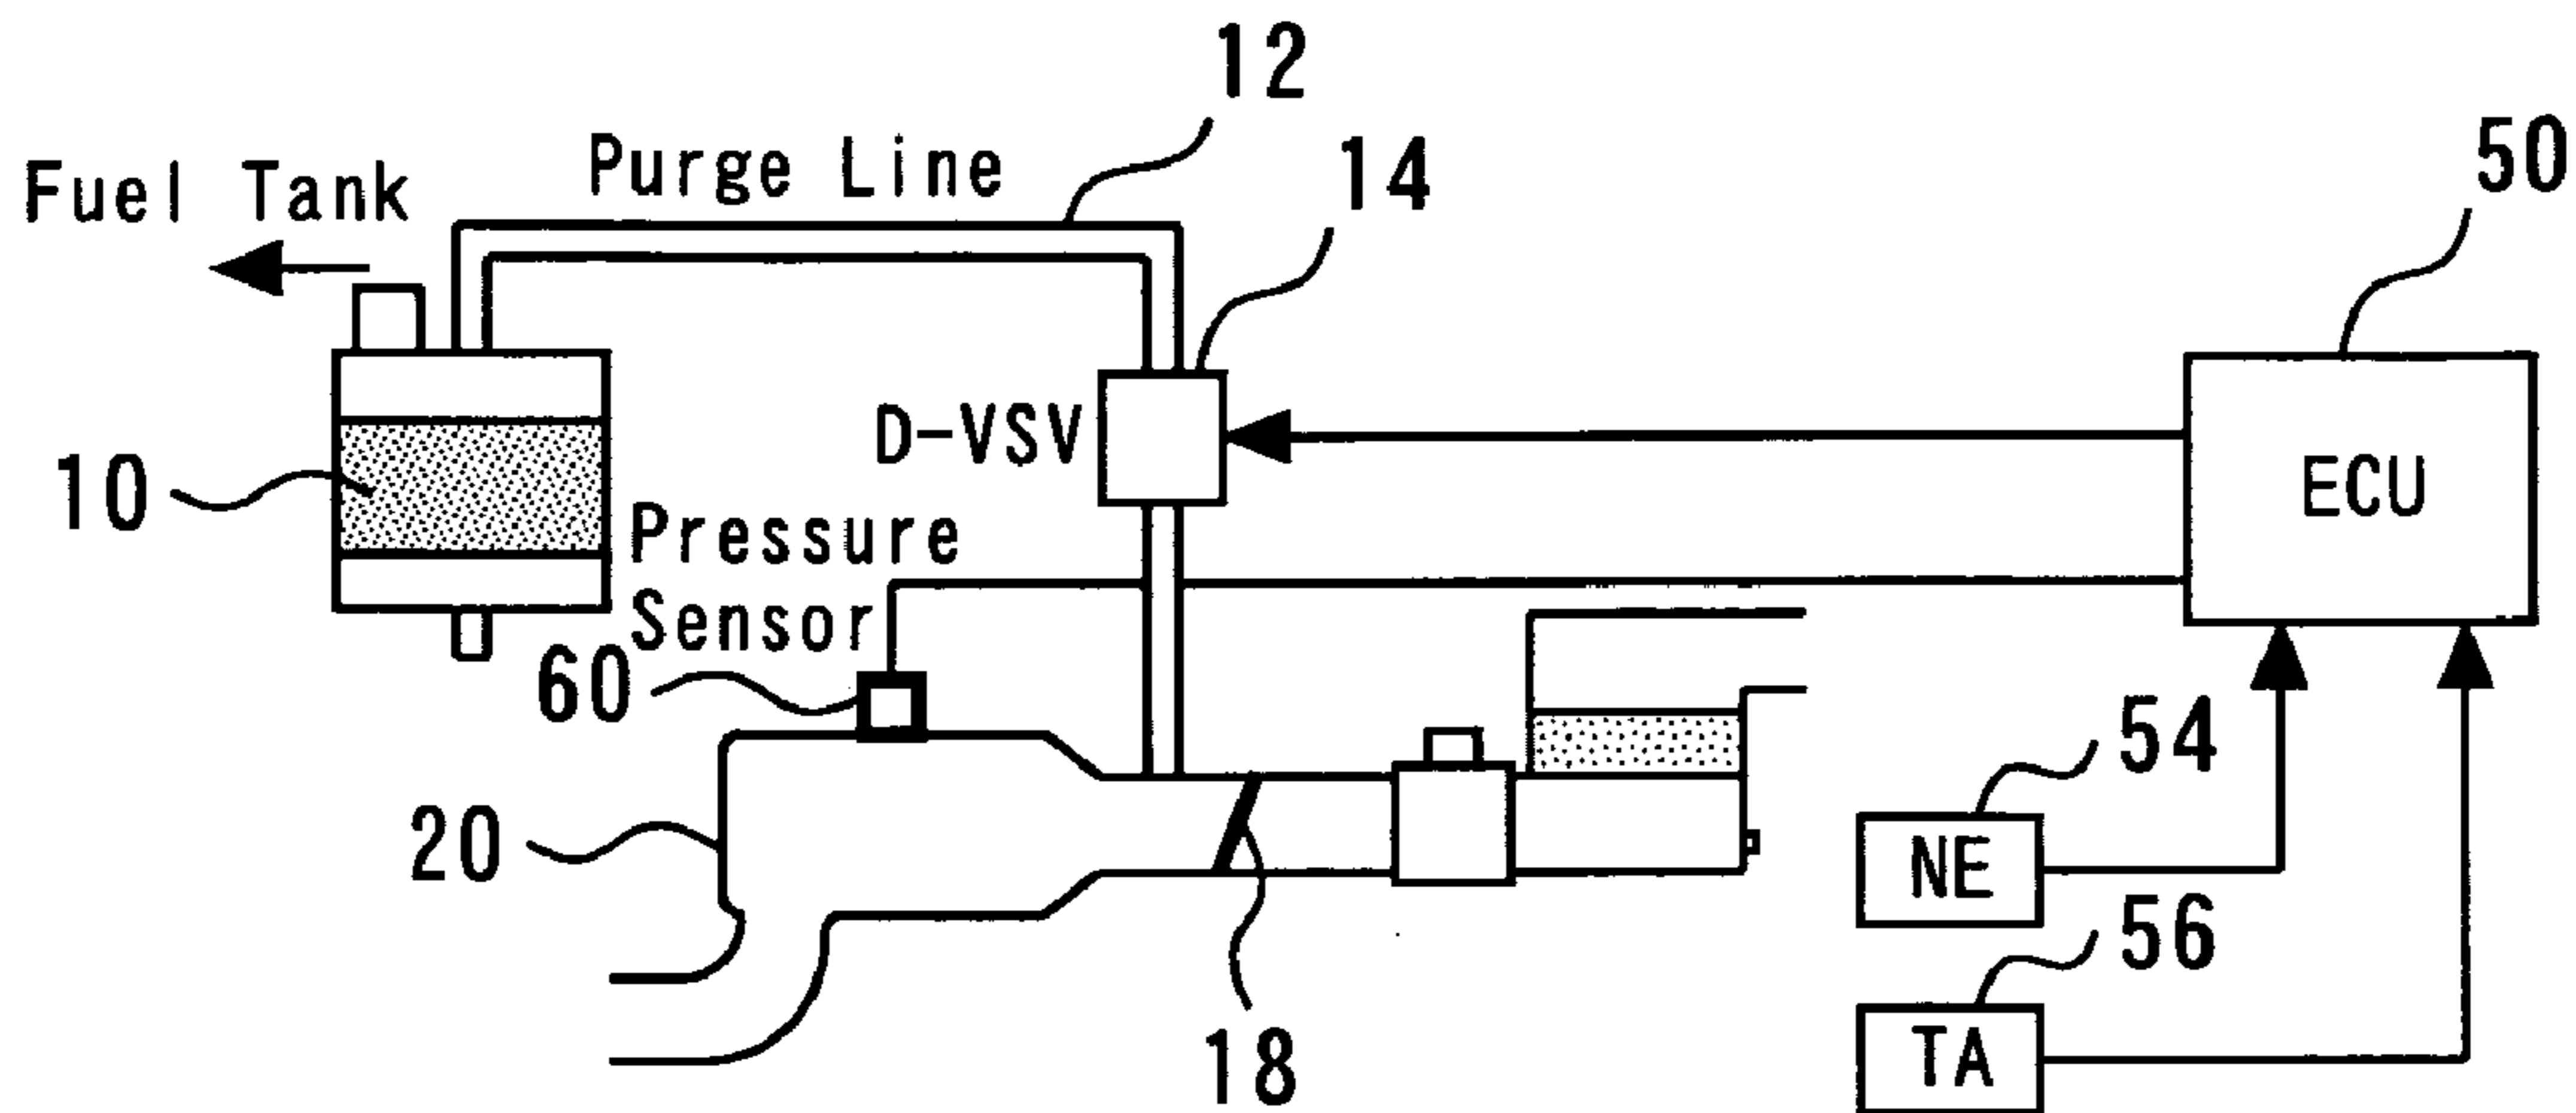 12
Purge Line
14
50
Fuel Tank
D-VSV
ECU
10
Pressure
Sensor
60
54
20
NE
56
18
TA